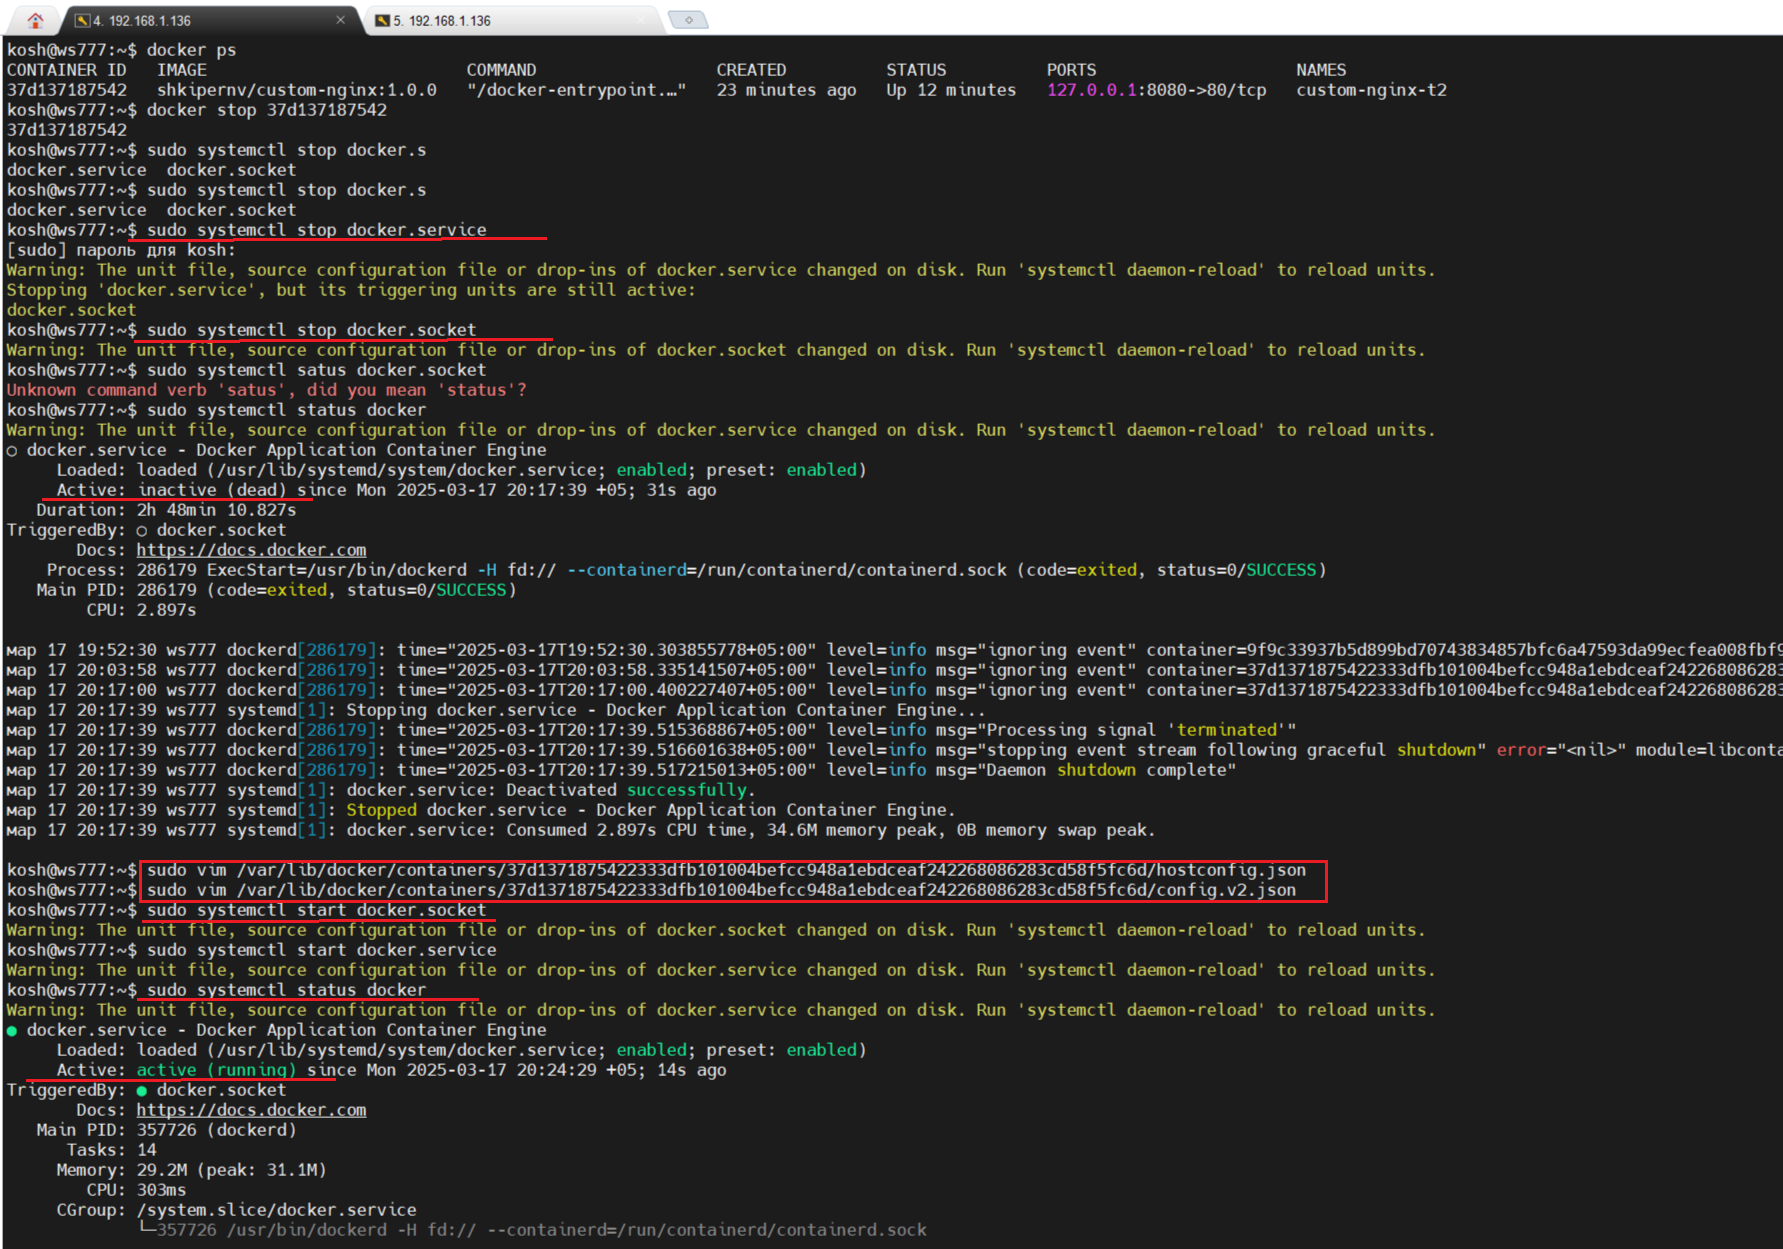 4. 192.168.1.136
5. 192.168.1.136
kosh@ws777:~$ docker ps
CONTAINER ID   IMAGE                          COMMAND                  CREATED          STATUS          PORTS                    NAMES
37d137187542   shkipernv/custom-nginx:1.0.0   "/docker-entrypoint.…"   23 minutes ago   Up 12 minutes   127.0.0.1:8080->80/tcp   custom-nginx-t2
kosh@ws777:~$ docker stop 37d137187542
37d137187542
kosh@ws777:~$ sudo systemctl stop docker.s
docker.service  docker.socket
kosh@ws777:~$ sudo systemctl stop docker.s
docker.service  docker.socket
kosh@ws777:~$ sudo systemctl stop docker.service
[sudo] пароль для kosh:
Warning: The unit file, source configuration file or drop-ins of docker.service changed on disk. Run 'systemctl daemon-reload' to reload units.
Stopping 'docker.service', but its triggering units are still active:
docker.socket
kosh@ws777:~$ sudo systemctl stop docker.socket
Warning: The unit file, source configuration file or drop-ins of docker.socket changed on disk. Run 'systemctl daemon-reload' to reload units.
kosh@ws777:~$ sudo systemctl satus docker.socket
Unknown command verb 'satus', did you mean 'status'?
kosh@ws777:~$ sudo systemctl status docker
Warning: The unit file, source configuration file or drop-ins of docker.service changed on disk. Run 'systemctl daemon-reload' to reload units.
○ docker.service - Docker Application Container Engine
     Loaded: loaded (/usr/lib/systemd/system/docker.service; enabled; preset: enabled)
     Active: inactive (dead) since Mon 2025-03-17 20:17:39 +05; 31s ago
   Duration: 2h 48min 10.827s
TriggeredBy: ○ docker.socket
       Docs: https://docs.docker.com
    Process: 286179 ExecStart=/usr/bin/dockerd -H fd:// --containerd=/run/containerd/containerd.sock (code=exited, status=0/SUCCESS)
   Main PID: 286179 (code=exited, status=0/SUCCESS)
        CPU: 2.897s
мар 17 19:52:30 ws777 dockerd[286179]: time="2025-03-17T19:52:30.303855778+05:00" level=info msg="ignoring event" container=9f9c33937b5d899bd70743834857bfc6a47593da99ecfea008fbf9
мар 17 20:03:58 ws777 dockerd[286179]: time="2025-03-17T20:03:58.335141507+05:00" level=info msg="ignoring event" container=37d1371875422333dfb101004befcc948a1ebdceaf242268086283
мар 17 20:17:00 ws777 dockerd[286179]: time="2025-03-17T20:17:00.400227407+05:00" level=info msg="ignoring event" container=37d1371875422333dfb101004befcc948a1ebdceaf242268086283
мар 17 20:17:39 ws777 systemd[1]: Stopping docker.service - Docker Application Container Engine...
мар 17 20:17:39 ws777 dockerd[286179]: time="2025-03-17T20:17:39.515368867+05:00" level=info msg="Processing signal 'terminated'"
мар 17 20:17:39 ws777 dockerd[286179]: time="2025-03-17T20:17:39.516601638+05:00" level=info msg="stopping event stream following graceful shutdown" error="<nil>" module=libconta
мар 17 20:17:39 ws777 dockerd[286179]: time="2025-03-17T20:17:39.517215013+05:00" level=info msg="Daemon shutdown complete"
мар 17 20:17:39 ws777 systemd[1]: docker.service: Deactivated successfully.
мар 17 20:17:39 ws777 systemd[1]: Stopped docker.service - Docker Application Container Engine.
мар 17 20:17:39 ws777 systemd[1]: docker.service: Consumed 2.897s CPU time, 34.6M memory peak, 0B memory swap peak.
kosh@ws777:~$ sudo vim /var/lib/docker/containers/37d1371875422333dfb101004befcc948a1ebdceaf242268086283cd58f5fc6d/hostconfig.json
kosh@ws777:~$ sudo vim /var/lib/docker/containers/37d1371875422333dfb101004befcc948a1ebdceaf242268086283cd58f5fc6d/config.v2.json
kosh@ws777:~$ sudo systemctl start docker.socket
Warning: The unit file, source configuration file or drop-ins of docker.socket changed on disk. Run 'systemctl daemon-reload' to reload units.
kosh@ws777:~$ sudo systemctl start docker.service
Warning: The unit file, source configuration file or drop-ins of docker.service changed on disk. Run 'systemctl daemon-reload' to reload units.
kosh@ws777:~$ sudo systemctl status docker
Warning: The unit file, source configuration file or drop-ins of docker.service changed on disk. Run 'systemctl daemon-reload' to reload units.
● docker.service - Docker Application Container Engine
     Loaded: loaded (/usr/lib/systemd/system/docker.service; enabled; preset: enabled)
     Active: active (running) since Mon 2025-03-17 20:24:29 +05; 14s ago
TriggeredBy: ● docker.socket
       Docs: https://docs.docker.com
   Main PID: 357726 (dockerd)
      Tasks: 14
     Memory: 29.2M (peak: 31.1M)
        CPU: 303ms
     CGroup: /system.slice/docker.service
             └─357726 /usr/bin/dockerd -H fd:// --containerd=/run/containerd/containerd.sock